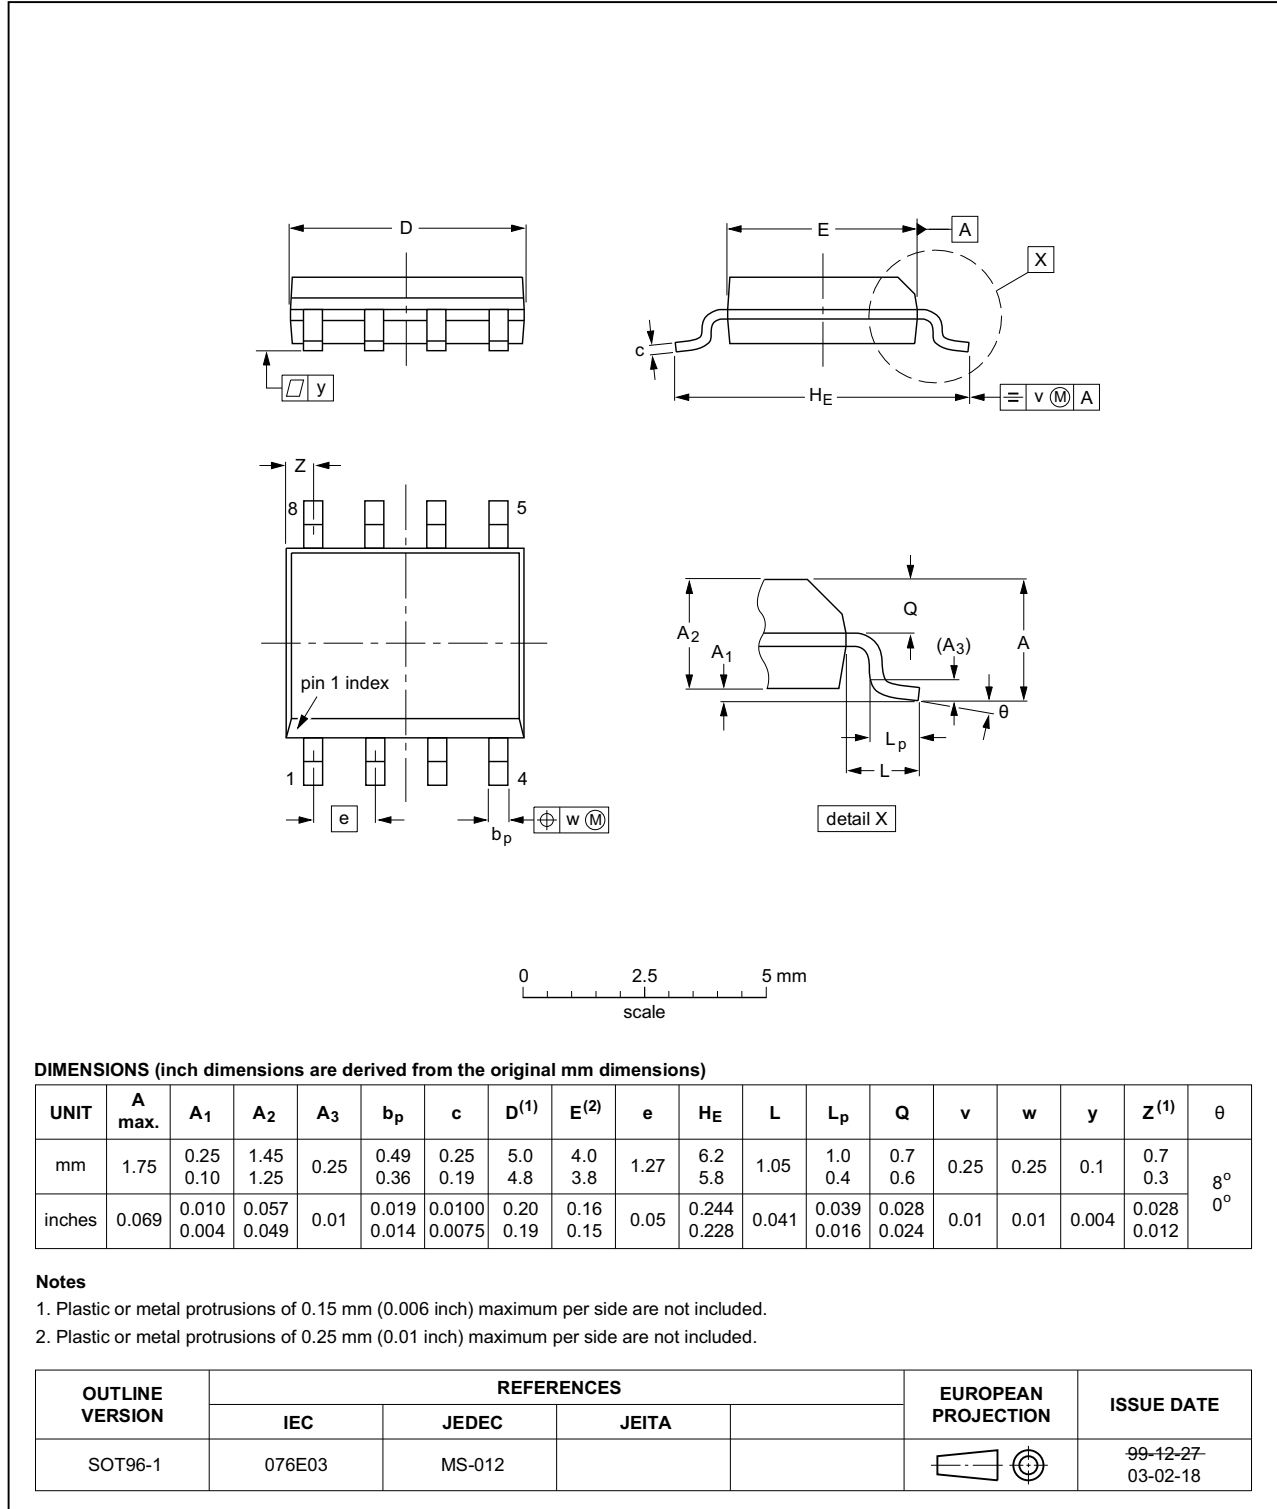 D
E
A
X
c
y
HE
= v M A
Z
8
5
pin 1 index
1
4
e
bp
w M
A2
A1
Q
(A3)
A
θ
Lp
L
detail X
0 2.5 5 mm
scale
DIMENSIONS (inch dimensions are derived from the original mm dimensions)
UNIT A max. A1 A2 A3 bp c D(1) E(2) e HE L Lp Q v w y Z(1) θ
mm 1.75 0.25 0.10 1.45 1.25 0.25 0.49 0.36 0.25 0.19 5.0 4.8 4.0 3.8 1.27 6.2 5.8 1.05 1.0 0.4 0.7 0.6 0.25 0.25 0.1 0.7 0.3 8o 0o
inches 0.069 0.010 0.004 0.057 0.049 0.01 0.019 0.014 0.0100 0.0075 0.20 0.19 0.16 0.15 0.05 0.244 0.228 0.041 0.039 0.016 0.028 0.024 0.01 0.01 0.004 0.028 0.012
Notes
1. Plastic or metal protrusions of 0.15 mm (0.006 inch) maximum per side are not included.
2. Plastic or metal protrusions of 0.25 mm (0.01 inch) maximum per side are not included.
OUTLINE VERSION REFERENCES EUROPEAN PROJECTION ISSUE DATE
IEC JEDEC JEITA
SOT96-1 076E03 MS-012 99-12-27
03-02-18